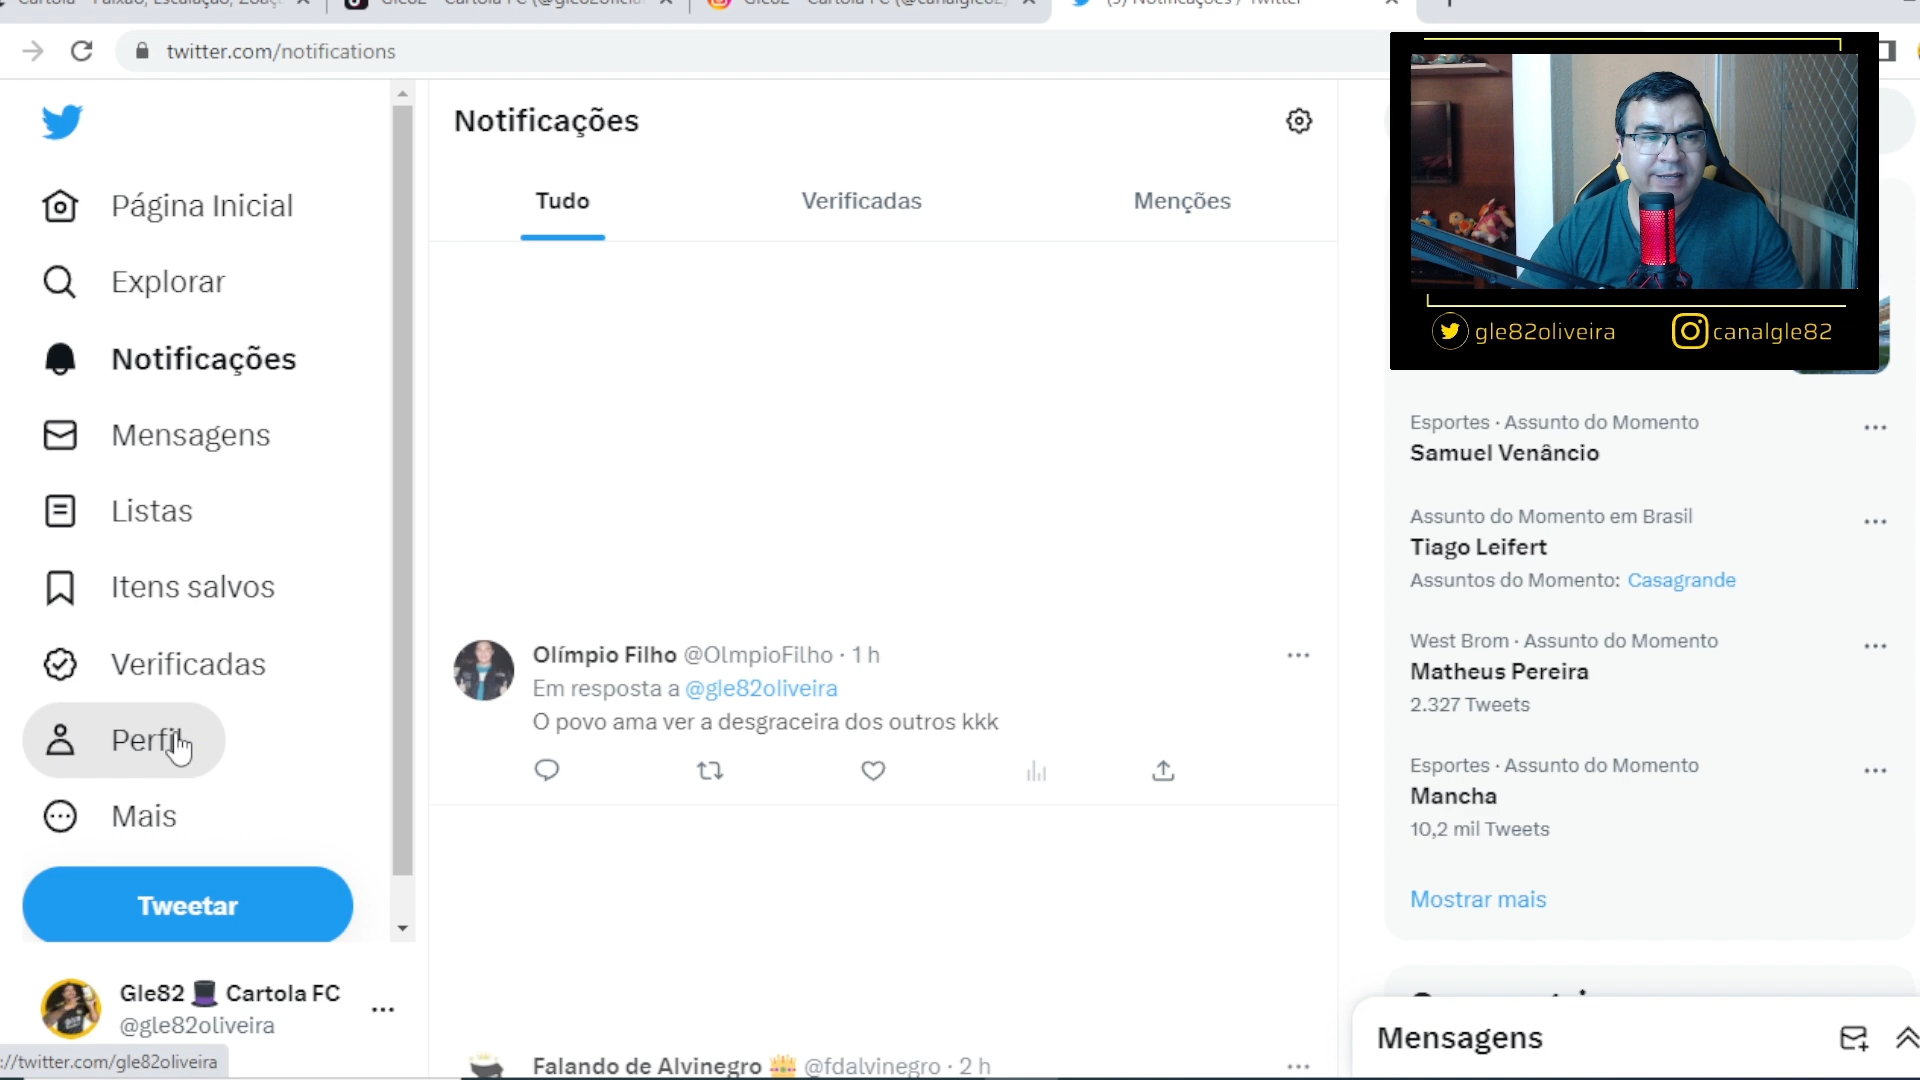 twitter.com/notifications
Notificações
Tudo
Verificadas
Menções
Página Inicial
Explorar
Notificações
Mensagens
Listas
Itens salvos
Verificadas
Perfil
Mais
Tweetar
Gle82 Cartola FC
@gle82oliveira
://twitter.com/gle82oliveira
Olímpio Filho @OlmpioFilho · 1 h
Em resposta a @gle82oliveira
O povo ama ver a desgraceira dos outros kkk
Falando de Alvinegro @fdalvinegro · 2 h
gle82oliveira
canalgle82
Esportes · Assunto do Momento
Samuel Venâncio
Assunto do Momento em Brasil
Tiago Leifert
Assuntos do Momento: Casagrande
West Brom · Assunto do Momento
Matheus Pereira
2.327 Tweets
Esportes · Assunto do Momento
Mancha
10,2 mil Tweets
Mostrar mais
Mensagens